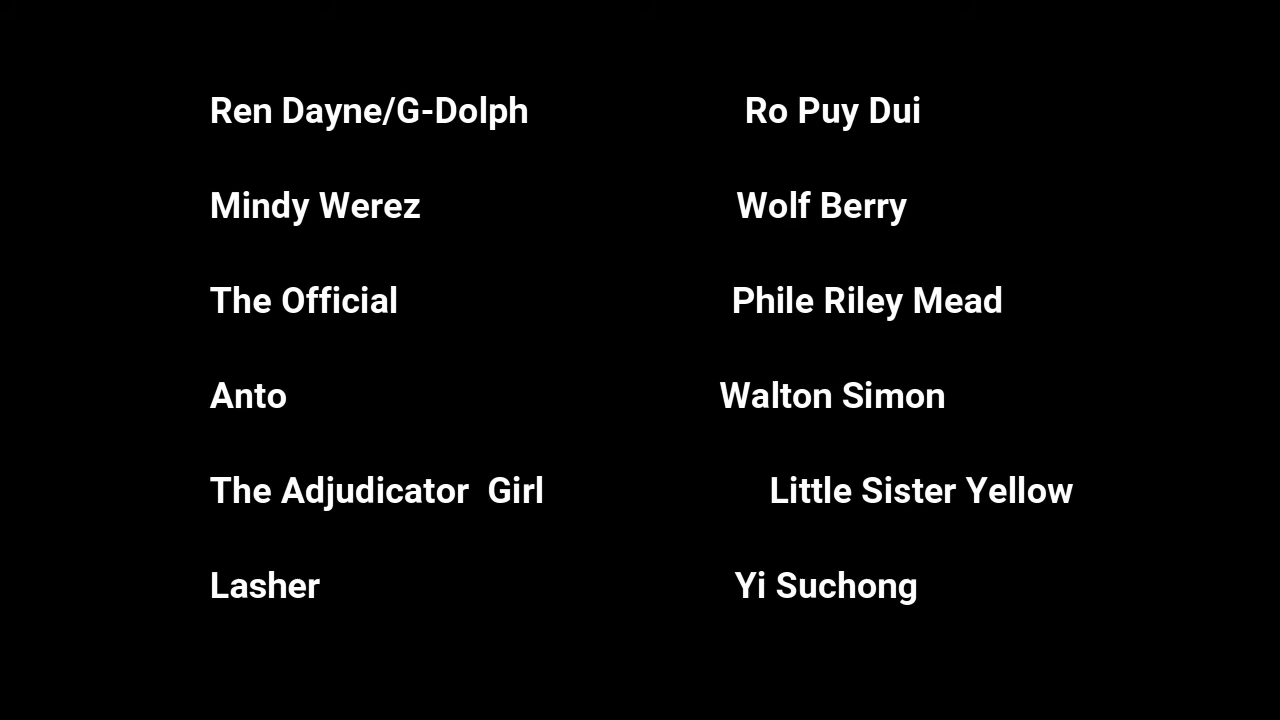 Ren Dayne/G-Dolph Ro Puy Dui
Mindy Werez Wolf Berry
The Official Phile Riley Mead
Anto Walton Simon
The Adjudicator  Girl Little Sister Yellow
Lasher Yi Suchong